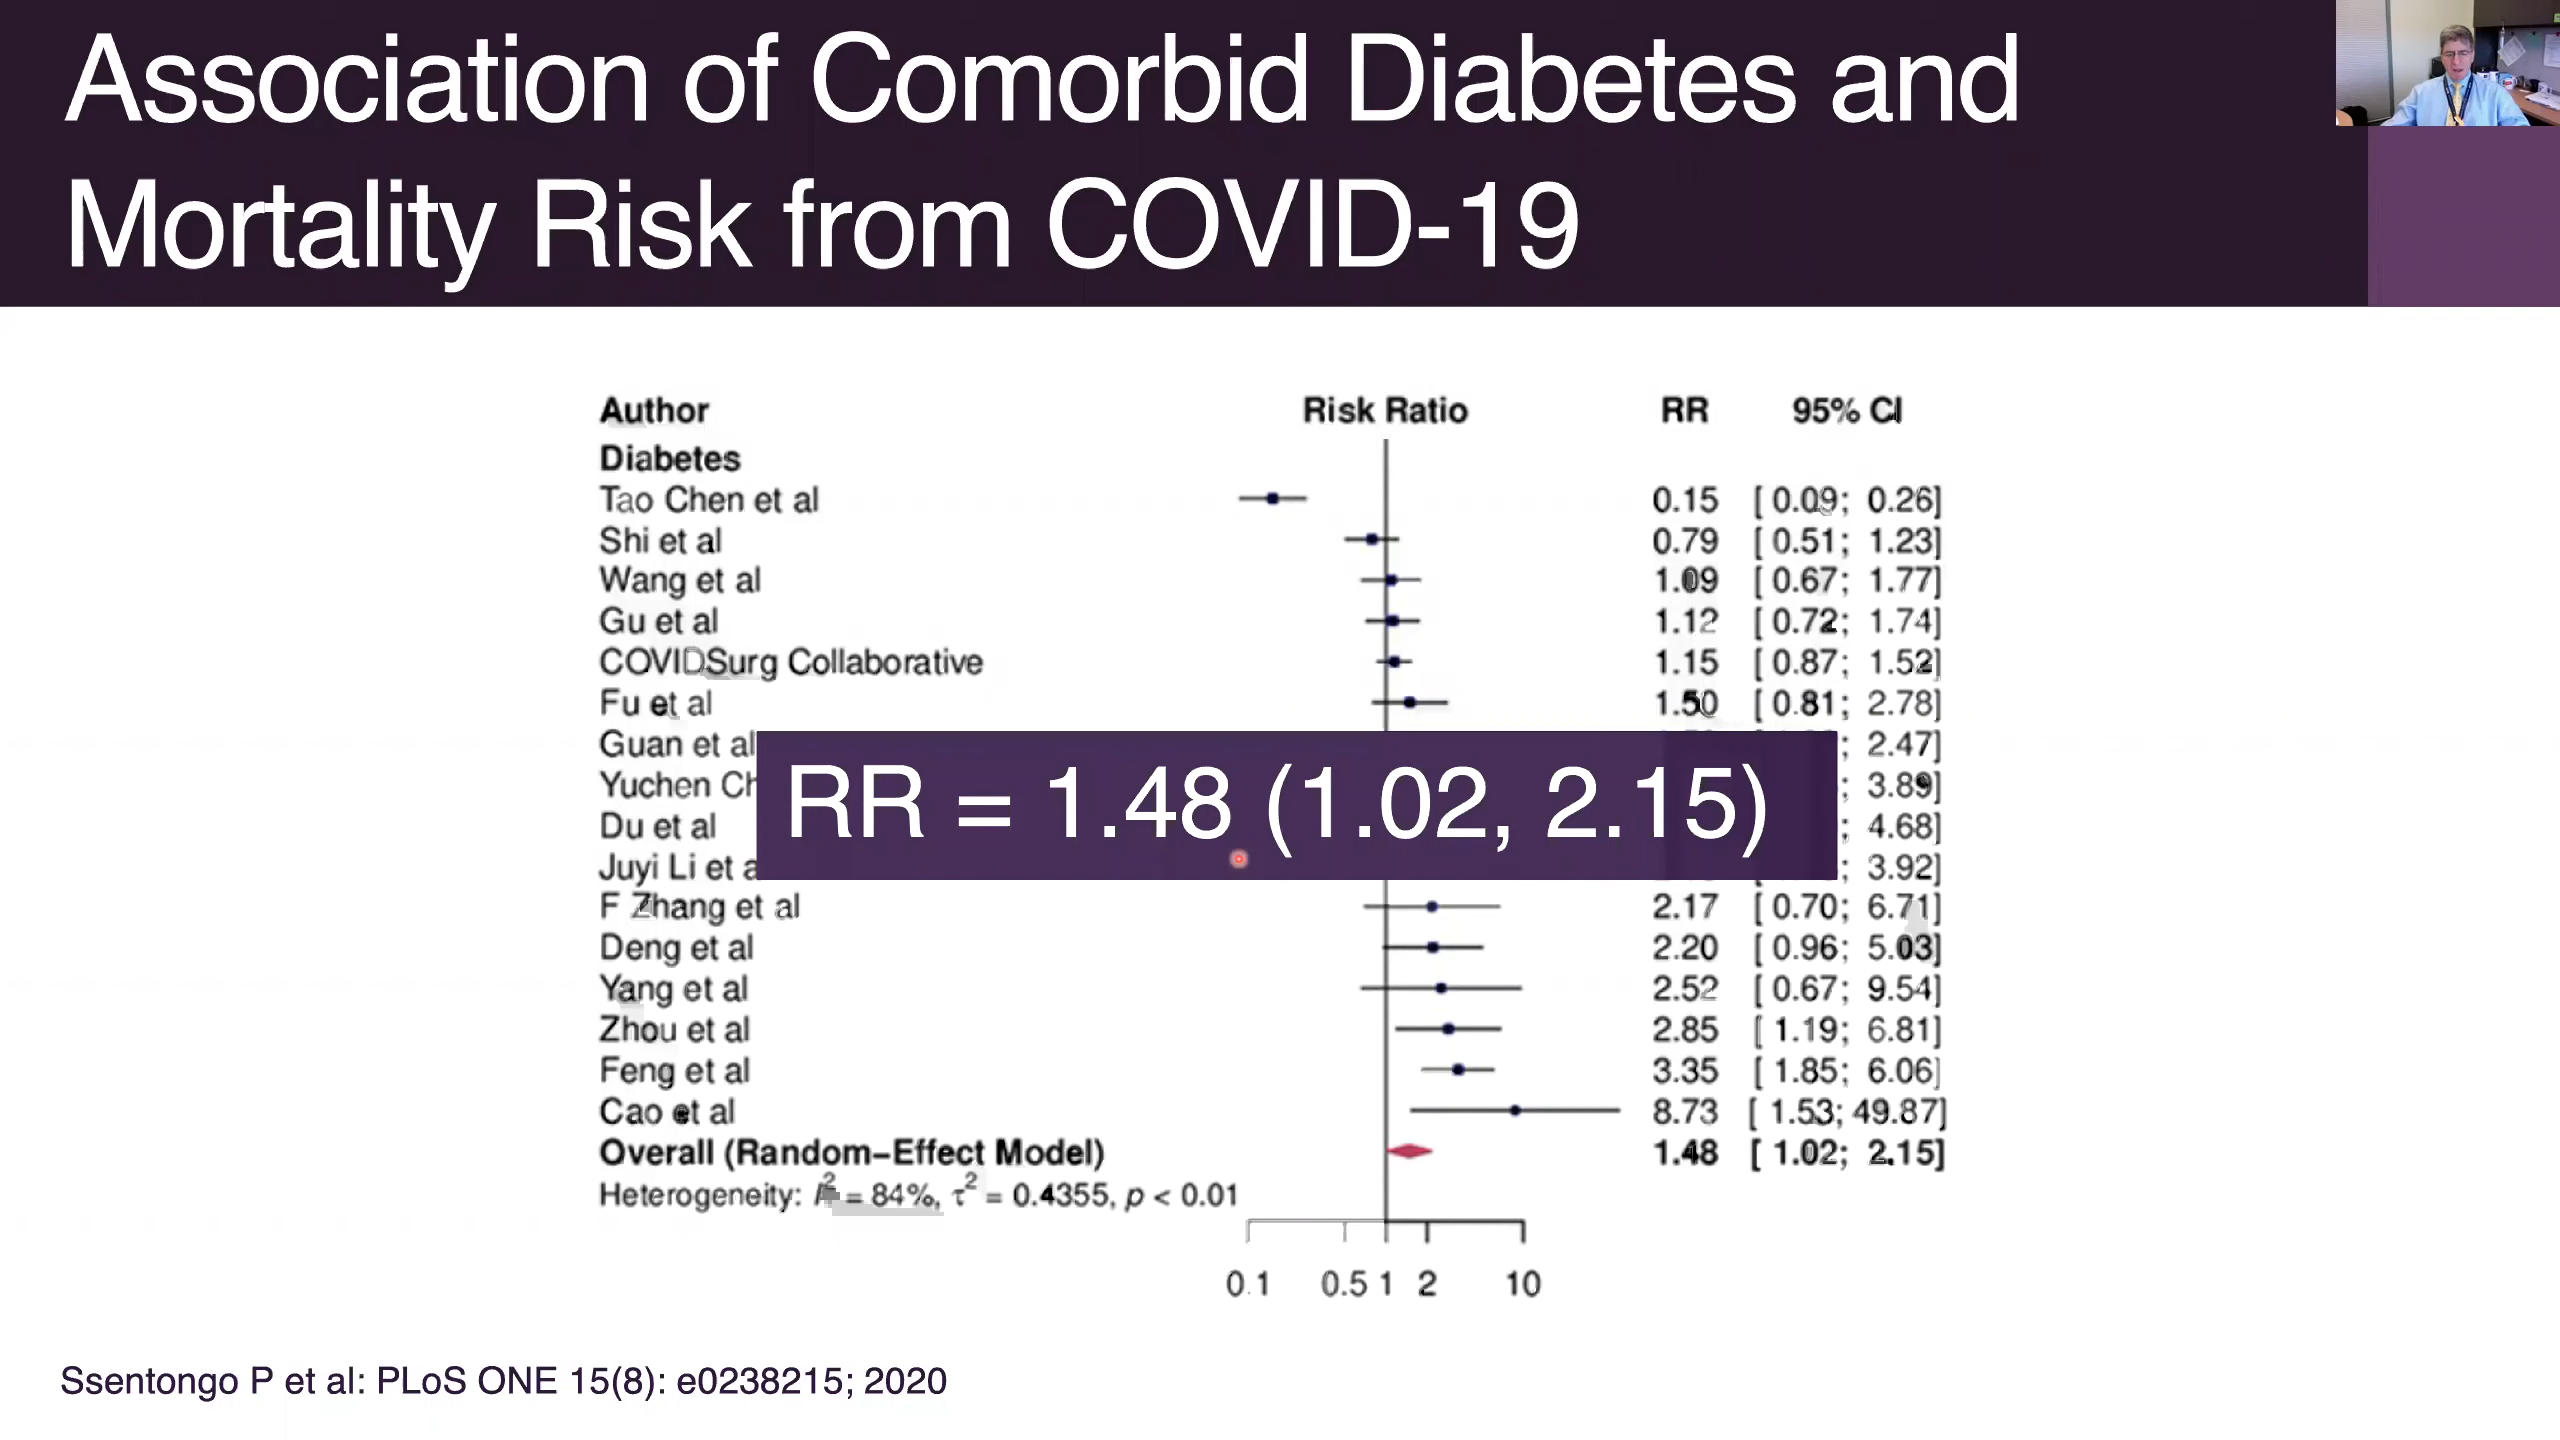 Association of Comorbid Diabetes and
Mortality Risk from COVID-19
Author Risk Ratio RR 95% CI
Diabetes
Tao Chen et al 0.15 [ 0.09; 0.26]
Shi et al 0.79 [ 0.51; 1.23]
Wang et al 1.09 [ 0.67; 1.77]
Gu et al 1.12 [ 0.72; 1.74]
COVIDSurg Collaborative 1.15 [ 0.87; 1.52]
Fu et al 1.50 [ 0.81; 2.78]
Guan et al ; 2.47]
Yuchen Ch ; 3.89]
RR = 1.48 (1.02, 2.15)
Du et al ; 4.68]
Juyi Li et a ; 3.92]
F Zhang et al 2.17 [ 0.70; 6.71]
Deng et al 2.20 [ 0.96; 5.03]
Yang et al 2.52 [ 0.67; 9.54]
Zhou et al 2.85 [ 1.19; 6.81]
Feng et al 3.35 [ 1.85; 6.06]
Cao et al 8.73 [ 1.53; 49.87]
Overall (Random−Effect Model) 1.48 [ 1.02; 2.15]
Heterogeneity: I² = 84%, τ² = 0.4355, p < 0.01
0.1 0.5 1 2 10
Ssentongo P et al: PLoS ONE 15(8): e0238215; 2020